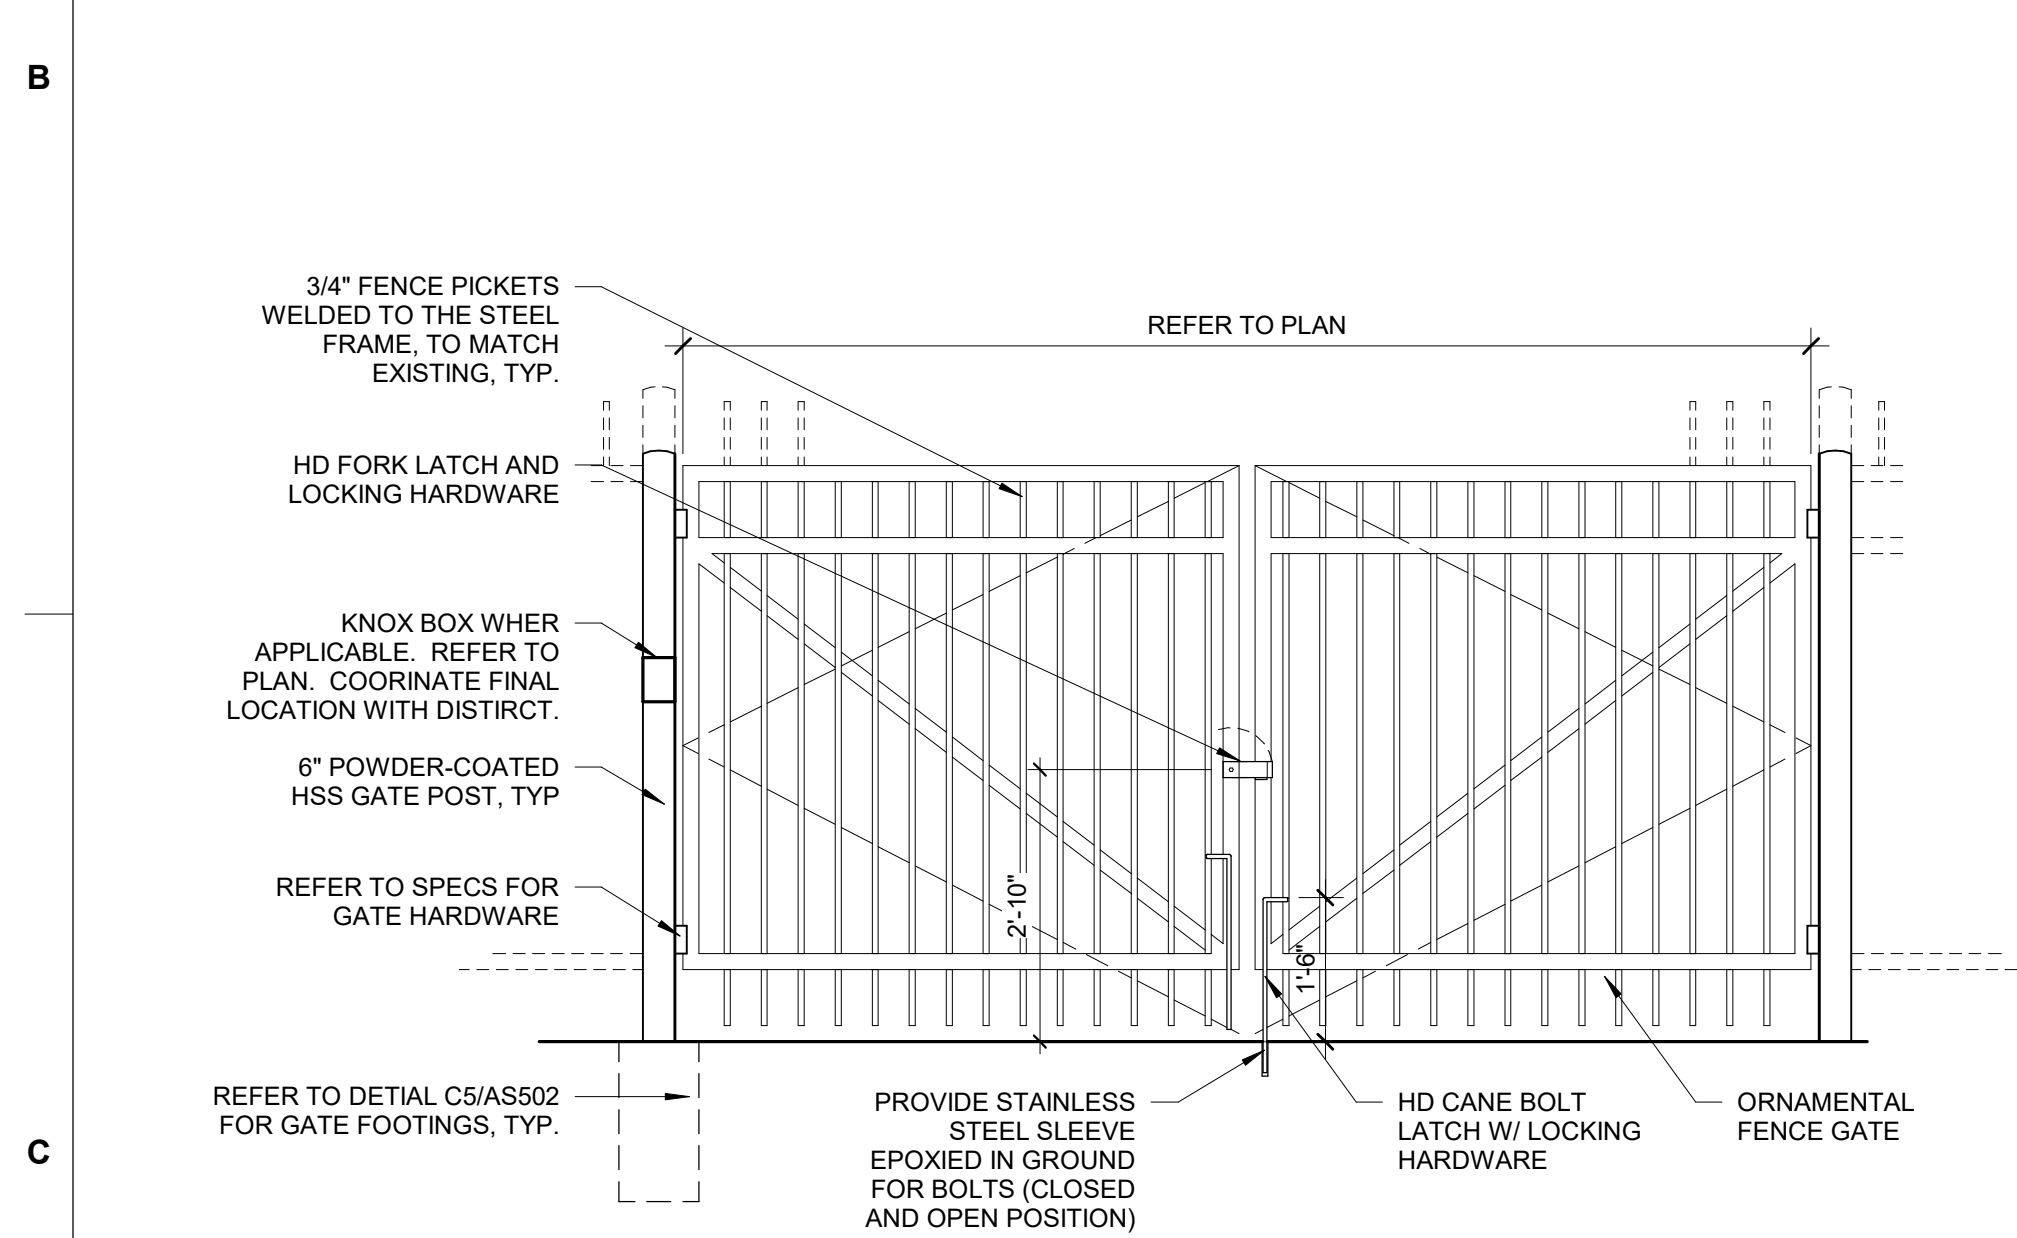 B
3/4" FENCE PICKETS
WELDED TO THE STEEL
FRAME, TO MATCH
EXISTING, TYP.
REFER TO PLAN
HD FORK LATCH AND
LOCKING HARDWARE
KNOX BOX WHER
APPLICABLE. REFER TO
PLAN. COORINATE FINAL
LOCATION WITH DISTIRCT.
6" POWDER-COATED
HSS GATE POST, TYP
REFER TO SPECS FOR
GATE HARDWARE
2'-10"
1'-6"
REFER TO DETIAL C5/AS502
FOR GATE FOOTINGS, TYP.
PROVIDE STAINLESS
STEEL SLEEVE
EPOXIED IN GROUND
FOR BOLTS (CLOSED
AND OPEN POSITION)
HD CANE BOLT
LATCH W/ LOCKING
HARDWARE
ORNAMENTAL
FENCE GATE
C